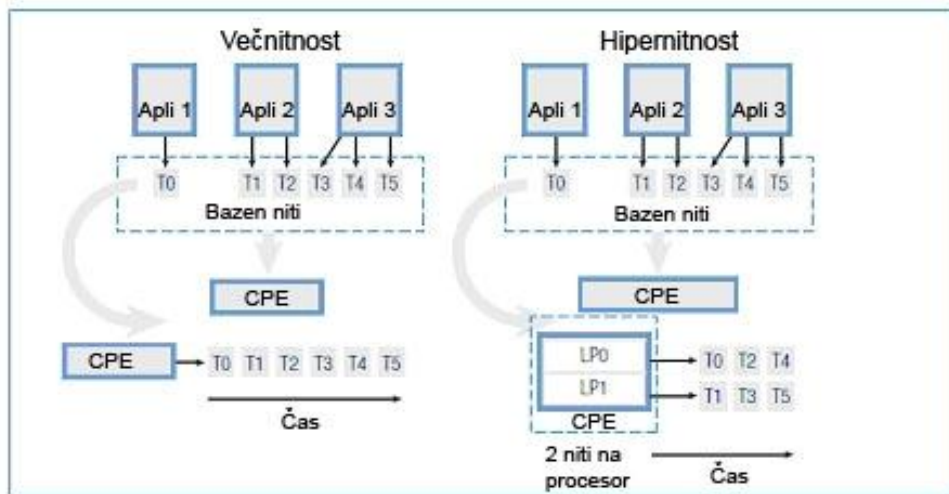 Večnitnost
Apli 1 Apli 2 Apli 3
T0 T1 T2 T3 T4 T5
Bazen niti
CPE
CPE T0 T1 T2 T3 T4 T5
Čas
Hipernitnost
Apli 1 Apli 2 Apli 3
T0 T1 T2 T3 T4 T5
Bazen niti
CPE
LP0 T0 T2 T4
LP1 T1 T3 T5
CPE
2 niti na
procesor
Čas